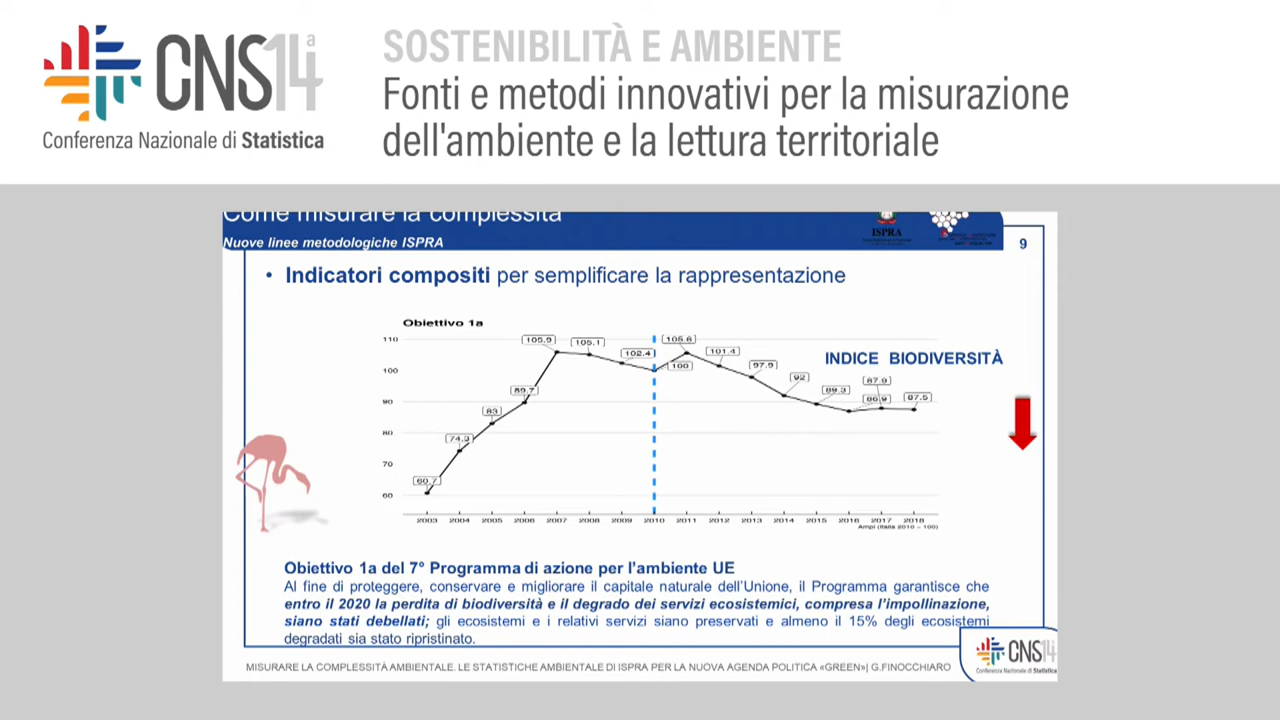 CNS14ª
Conferenza Nazionale di Statistica
SOSTENIBILITÀ E AMBIENTE
Fonti e metodi innovativi per la misurazione
dell'ambiente e la lettura territoriale
Come misurare la complessità
Nuove linee metodologiche ISPRA
ISPRA
9
• Indicatori compositi per semplificare la rappresentazione
Obiettivo 1a
INDICE BIODIVERSITÀ
110
100
90
80
70
60
60.7
74.3
83
89.7
105.9
105.1
102.4
100
105.6
101.4
97.9
92
89.3
86.9
87.9
87.5
2003 2004 2005 2006 2007 2008 2009 2010 2011 2012 2013 2014 2015 2016 2017 2018
Ampi (Italia 2010 = 100)
Obiettivo 1a del 7° Programma di azione per l'ambiente UE
Al fine di proteggere, conservare e migliorare il capitale naturale dell'Unione, il Programma garantisce che
entro il 2020 la perdita di biodiversità e il degrado dei servizi ecosistemici, compresa l'impollinazione,
siano stati debellati; gli ecosistemi e i relativi servizi siano preservati e almeno il 15% degli ecosistemi
degradati sia stato ripristinato.
MISURARE LA COMPLESSITÀ AMBIENTALE. LE STATISTICHE AMBIENTALE DI ISPRA PER LA NUOVA AGENDA POLITICA «GREEN»| G.FINOCCHIARO
CNS14
Conferenza Nazionale di Statistica